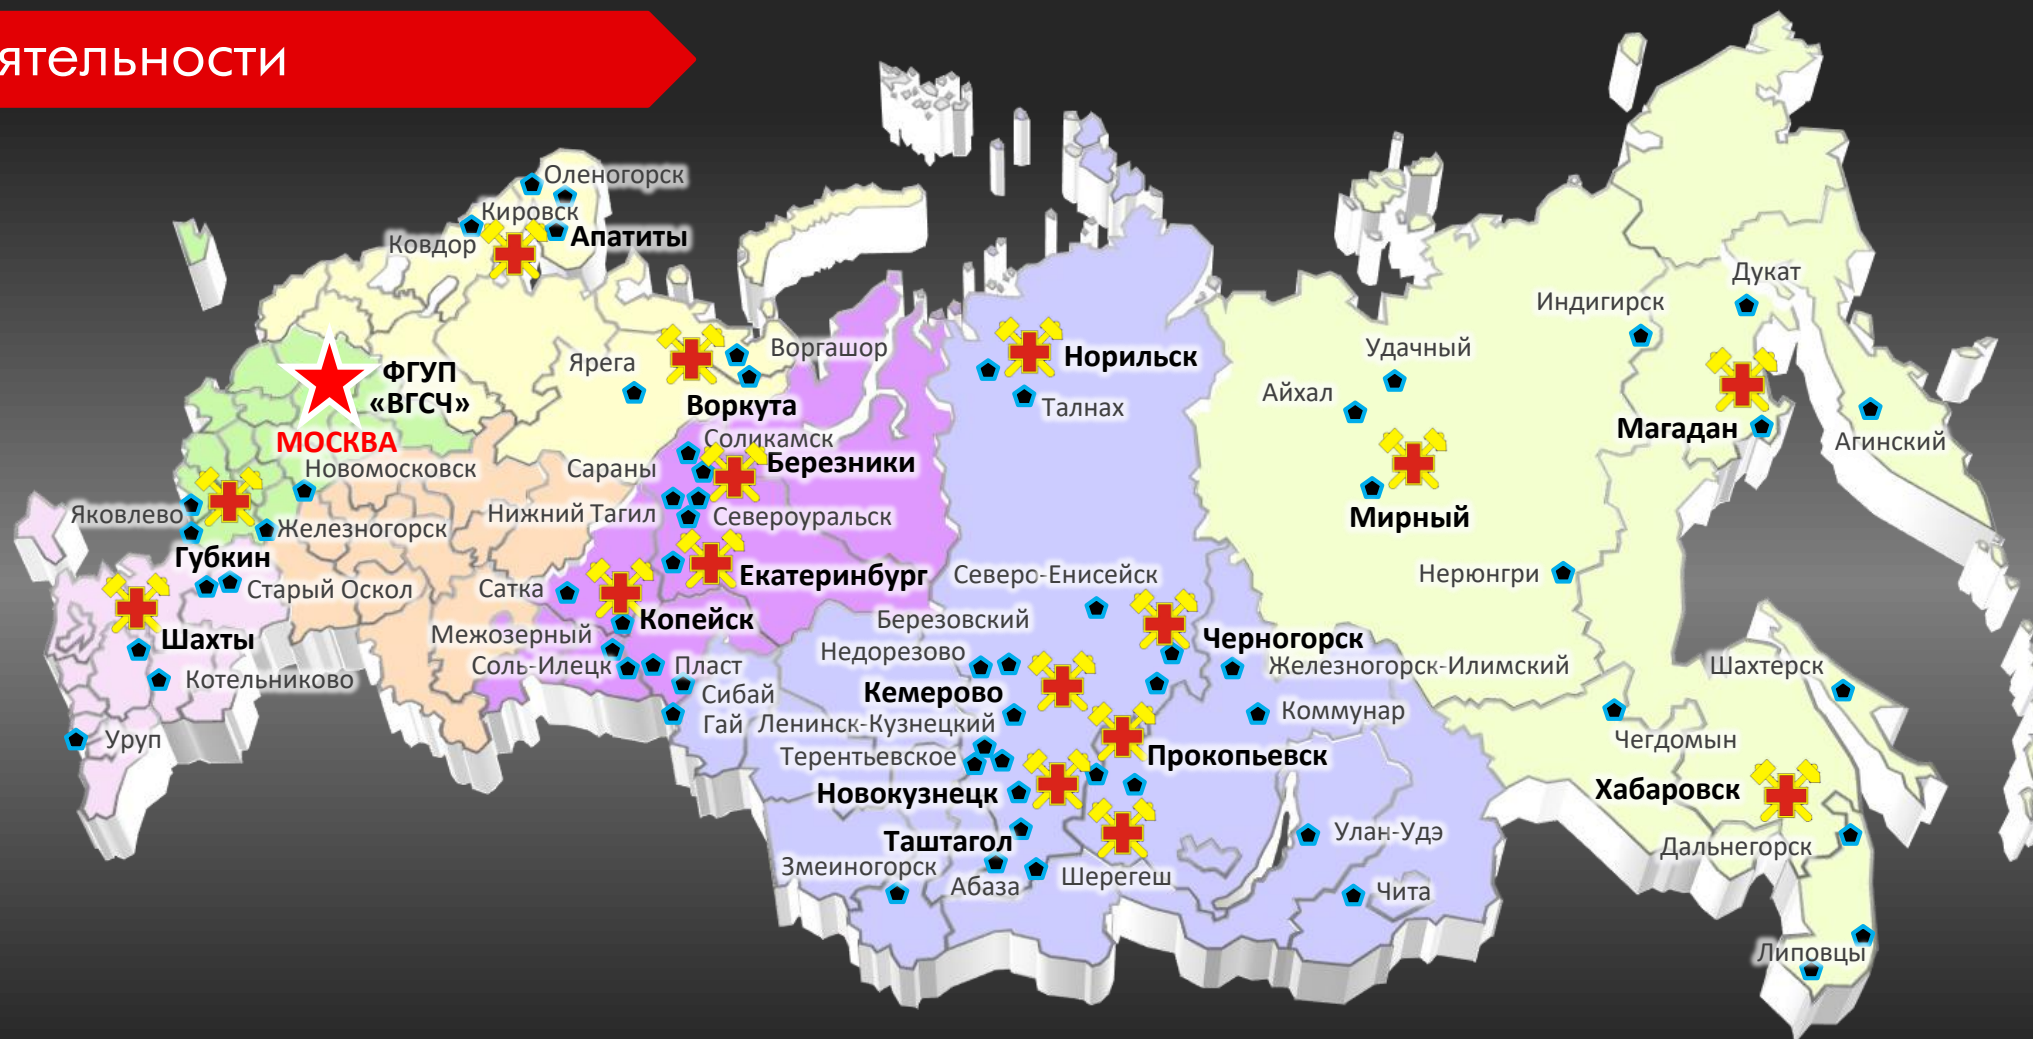 ятельности
Оленогорск
Кировск
Апатиты
Ковдор
ФГУП
«ВГСЧ»
МОСКВА
Ярега
Воргашор
Воркута
Норильск
Талнах
Удачный
Айхал
Мирный
Индигирск
Дукат
Магадан
Агинский
Новомосковск
Соликамск
Березники
Сараны
Нижний Тагил
Североуральск
Яковлево
Железногорск
Губкин
Старый Оскол
Шахты
Котельниково
Уруп
Екатеринбург
Сатка
Копейск
Межозерный
Соль-Илецк
Пласт
Сибай
Гай
Северо-Енисейск
Березовский
Недорезово
Кемерово
Ленинск-Кузнецкий
Терентьевское
Новокузнецк
Таштагол
Змеиногорск
Абаза
Шерегеш
Черногорск
Железногорск-Илимский
Коммунар
Прокопьевск
Улан-Удэ
Чита
Нерюнгри
Шахтерск
Чегдомын
Хабаровск
Дальнегорск
Липовцы